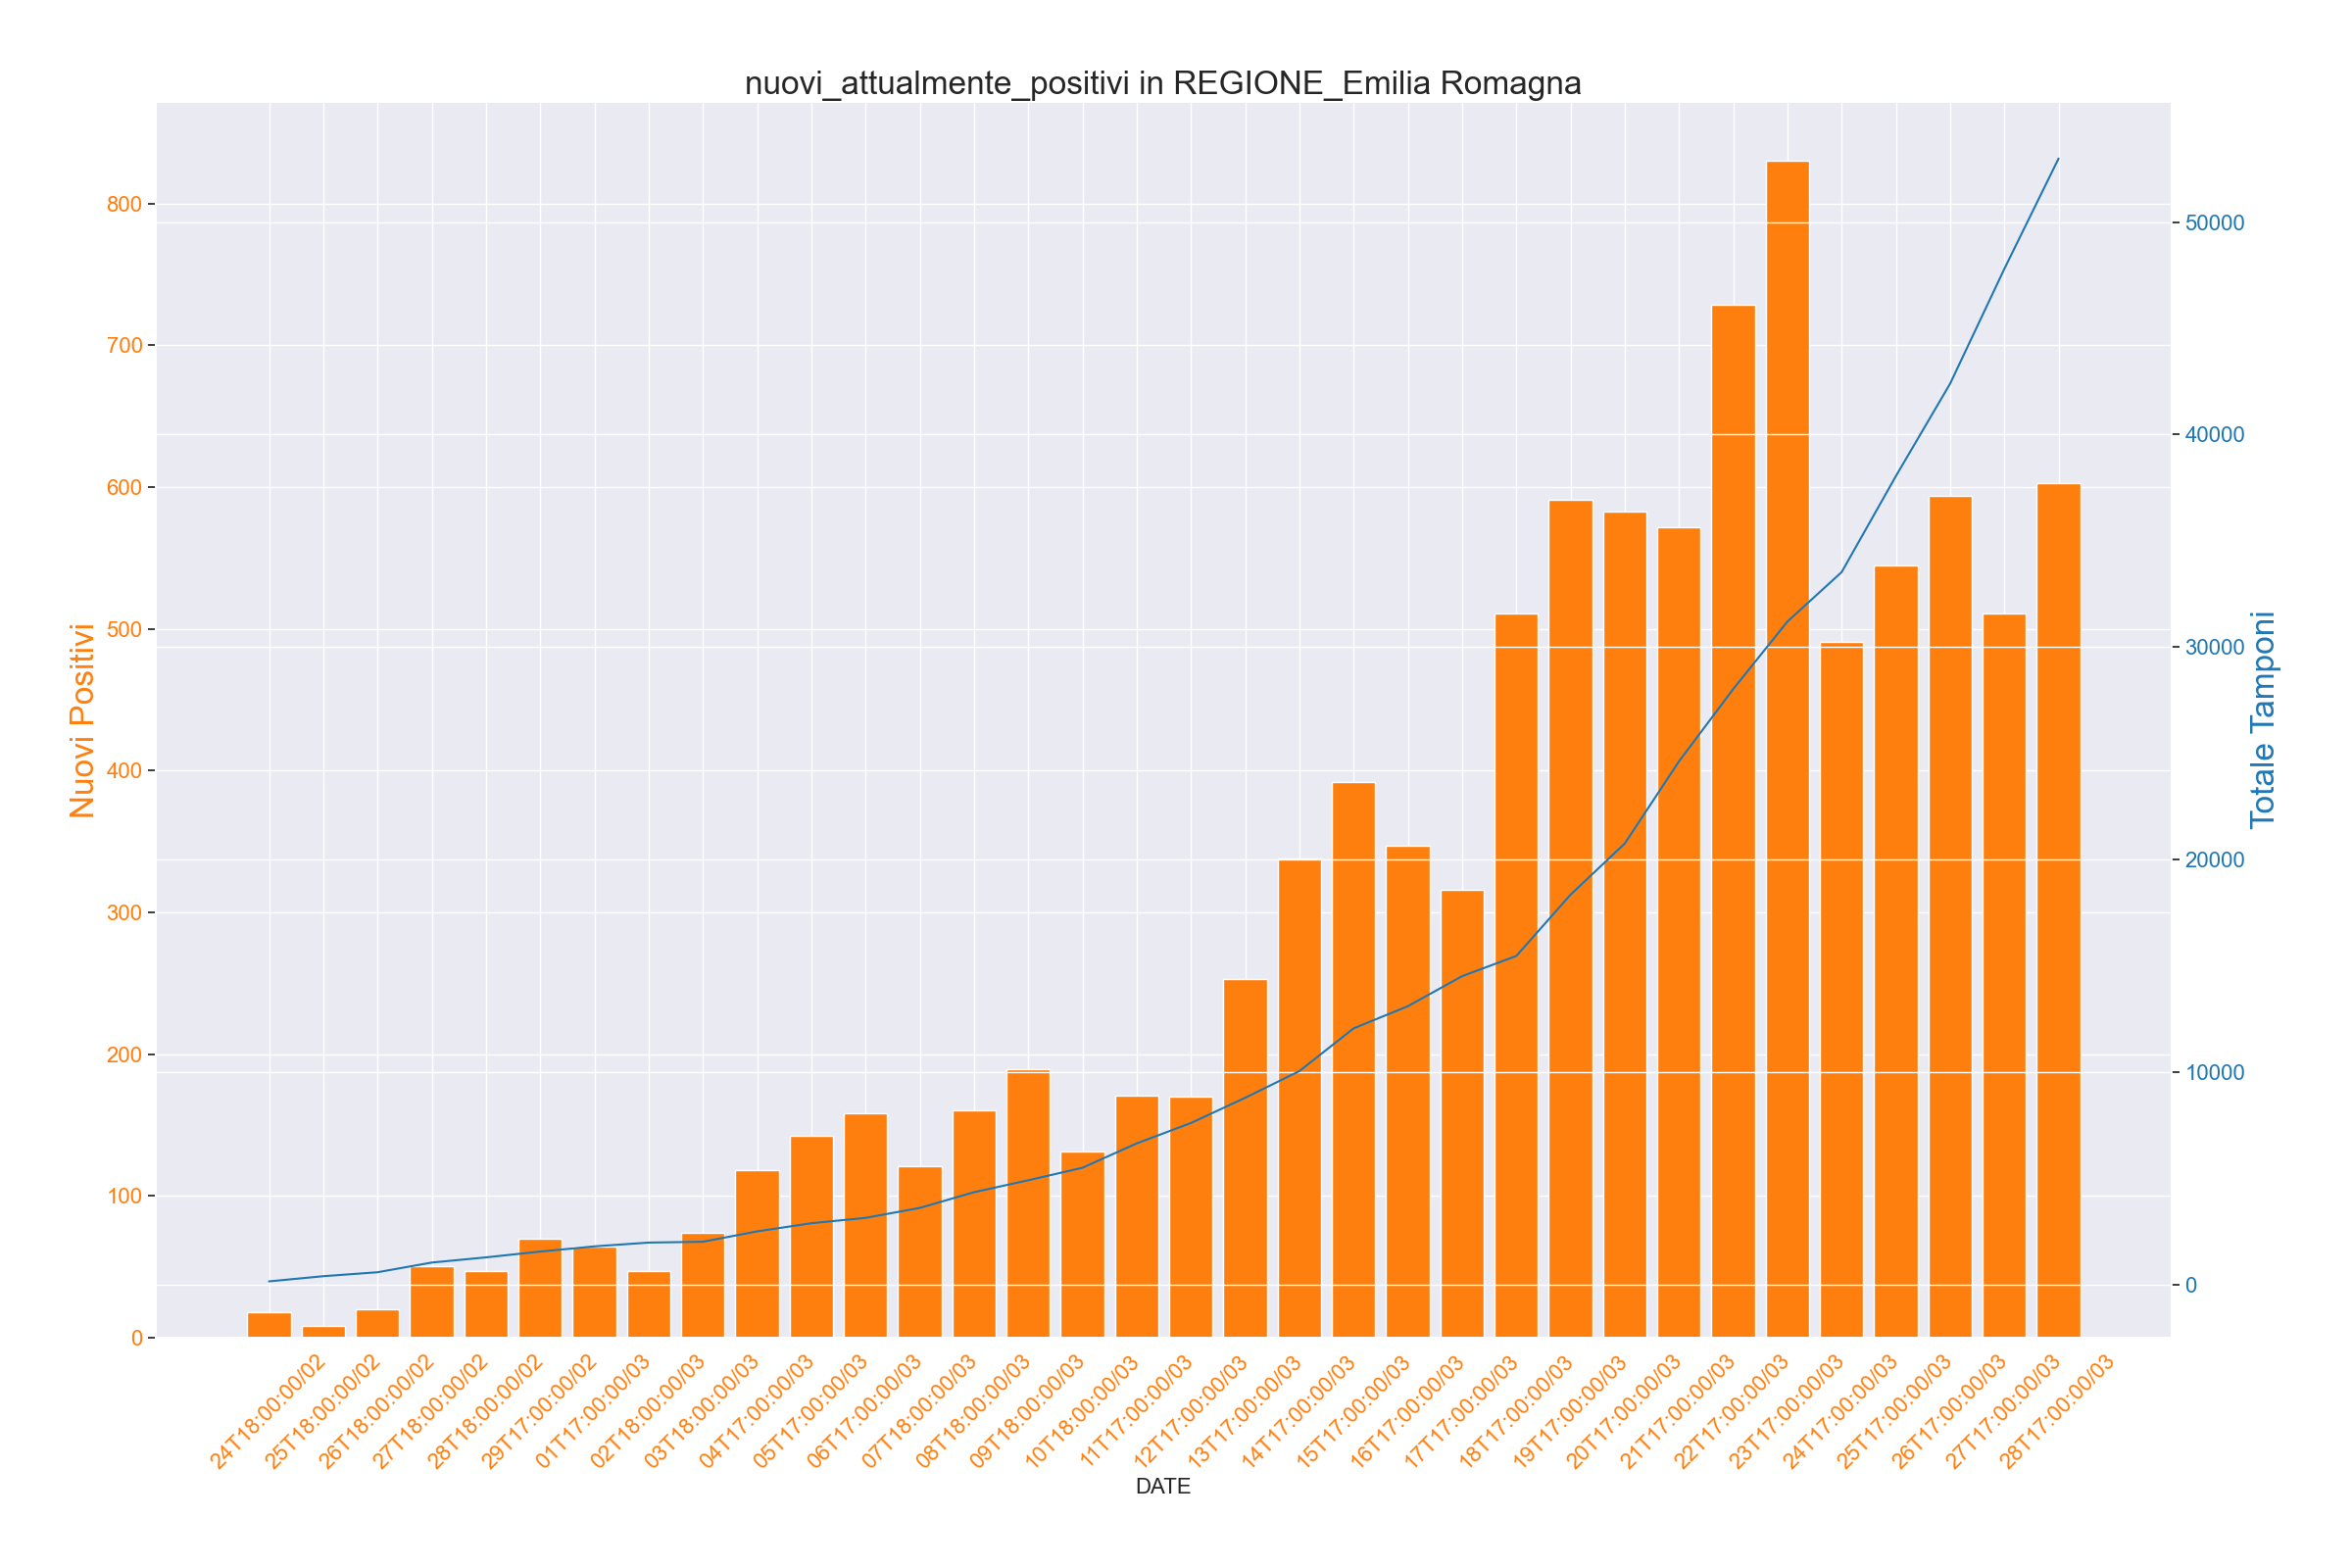 nuovi_attualmente_positivi in REGIONE_Emilia Romagna
Nuovi Positivi
800
700
600
500
400
300
200
100
0
Totale Tamponi
50000
40000
30000
20000
10000
0
24T18:00:00/02
25T18:00:00/02
26T18:00:00/02
27T18:00:00/02
28T18:00:00/02
29T17:00:00/02
01T17:00:00/03
02T18:00:00/03
03T18:00:00/03
04T17:00:00/03
05T17:00:00/03
06T17:00:00/03
07T18:00:00/03
08T18:00:00/03
09T18:00:00/03
10T18:00:00/03
11T17:00:00/03
12T17:00:00/03
13T17:00:00/03
14T17:00:00/03
15T17:00:00/03
16T17:00:00/03
17T17:00:00/03
18T17:00:00/03
19T17:00:00/03
20T17:00:00/03
21T17:00:00/03
22T17:00:00/03
23T17:00:00/03
24T17:00:00/03
25T17:00:00/03
26T17:00:00/03
27T17:00:00/03
28T17:00:00/03
DATE